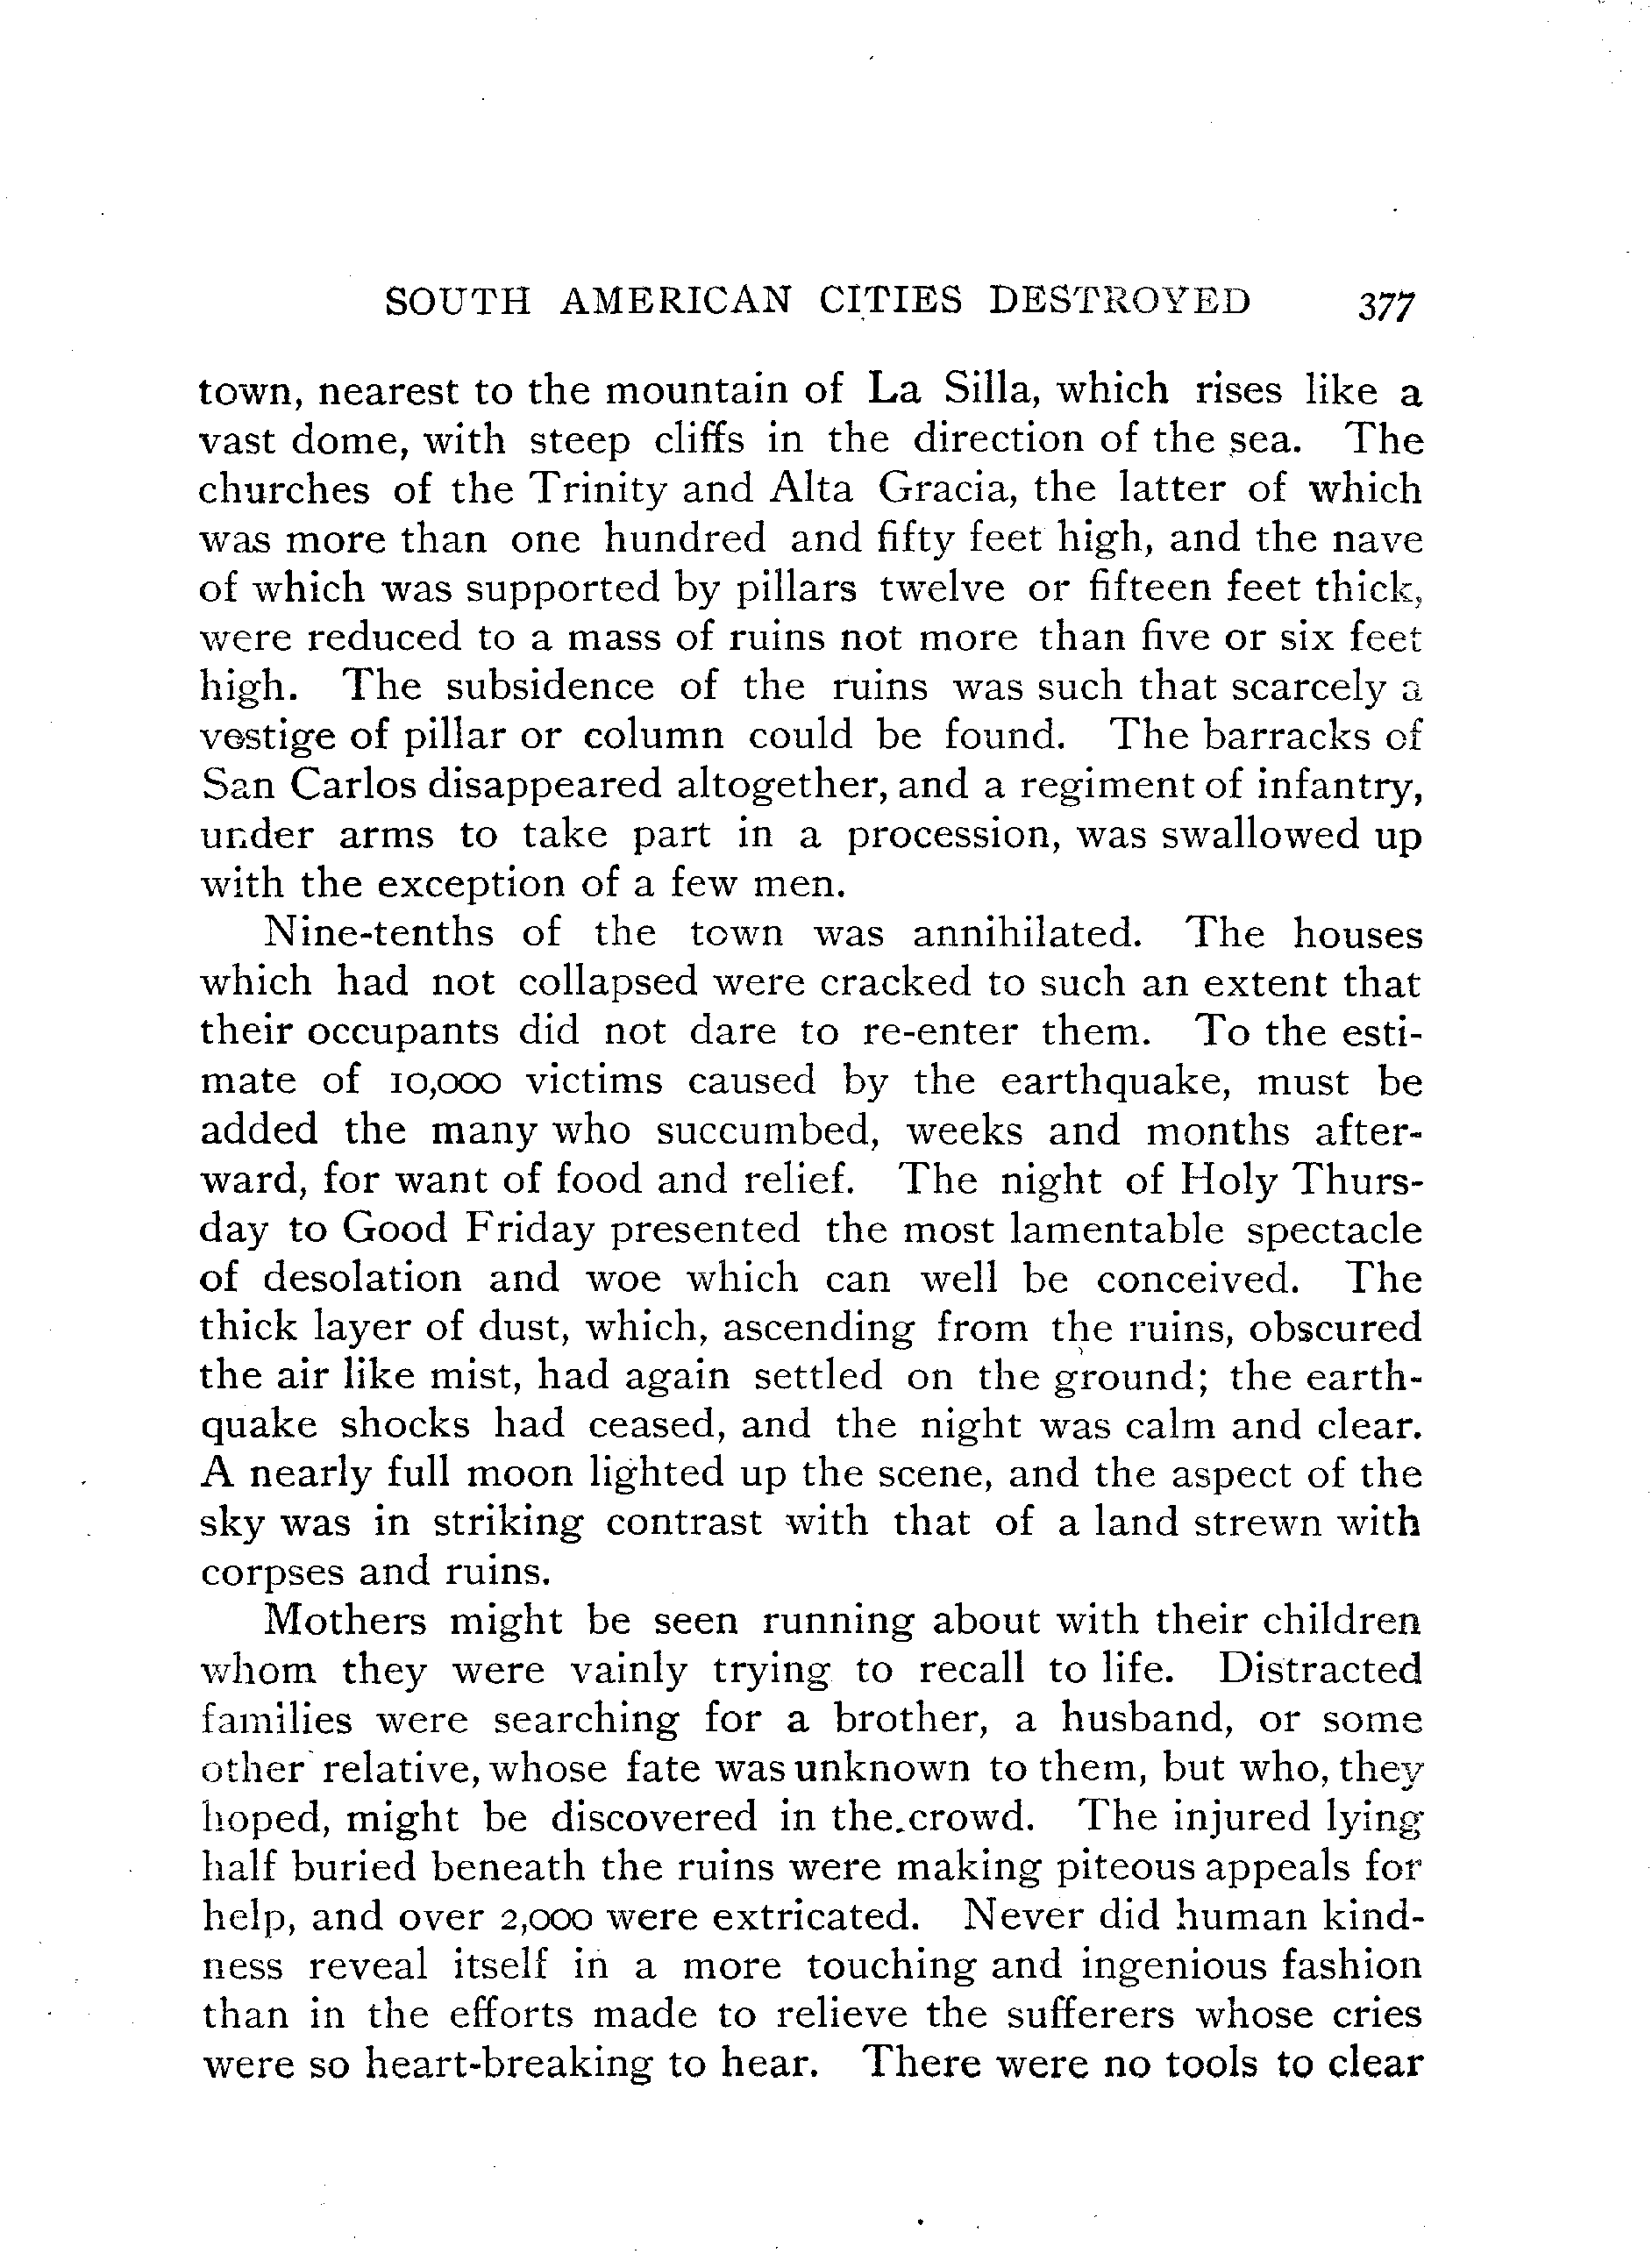 SOUTH AMERICAN CITIES DESTROYED 377
town, nearest to the mountain of La Silla, which rises like a
vast dome, with steep cliffs in the direction of the sea. The
churches of the Trinity and Alta Gracia, the latter of which
was more than one hundred and fifty feet high, and the nave
of which was supported by pillars twelve or fifteen feet thick,
were reduced to a mass of ruins not more than five or six feet
high. The subsidence of the ruins was such that scarcely a
vestige of pillar or column could be found. The barracks of
San Carlos disappeared altogether, and a regiment of infantry,
under arms to take part in a procession, was swallowed up
with the exception of a few men.
Nine-tenths of the town was annihilated. The houses
which had not collapsed were cracked to such an extent that
their occupants did not dare to re-enter them. To the esti-
mate of 10,000 victims caused by the earthquake, must be
added the many who succumbed, weeks and months after-
ward, for want of food and relief. The night of Holy Thurs-
day to Good Friday presented the most lamentable spectacle
of desolation and woe which can well be conceived. The
thick layer of dust, which, ascending from the ruins, obscured
the air like mist, had again settled on the ground; the earth-
quake shocks had ceased, and the night was calm and clear.
A nearly full moon lighted up the scene, and the aspect of the
sky was in striking contrast with that of a land strewn with
corpses and ruins.
Mothers might be seen running about with their children
whom they were vainly trying to recall to life. Distracted
families were searching for a brother, a husband, or some
other relative, whose fate was unknown to them, but who, they
hoped, might be discovered in the crowd. The injured lying
half buried beneath the ruins were making piteous appeals for
help, and over 2,000 were extricated. Never did human kind-
ness reveal itself in a more touching and ingenious fashion
than in the efforts made to relieve the sufferers whose cries
were so heart-breaking to hear. There were no tools to clear